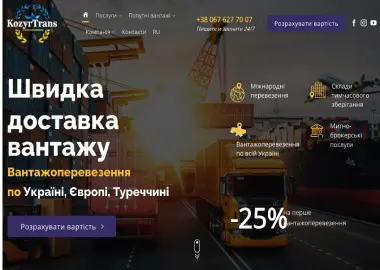 KozyrTrans
Послуги
Попутні вантажі
+38 067 627 70 07
Пишите и звоните 24/7
Розрахувати вартість
Компанія
Контакти
RU
Швидка
доставка
вантажу
Вантажоперевезення
по Україні, Європі, Туреччині
Розрахувати вартість
Міжнародні
перевезення
Склади
тимчасового
зберігання
Вантажоперевезення
по всій Україні
Митно-
брокерські
послуги
-25%
на перше
вантажоперевезення